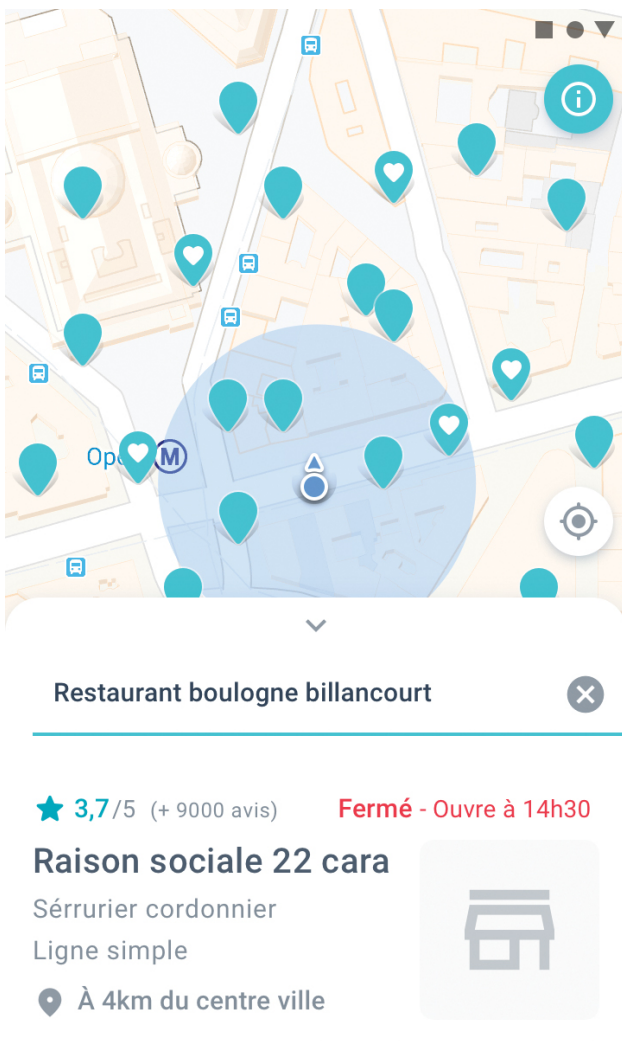 Ope
M
Restaurant boulogne billancourt
3,7/5 (+ 9000 avis)
Fermé - Ouvre à 14h30
Raison sociale 22 cara
Sérrurier cordonnier
Ligne simple
À 4km du centre ville